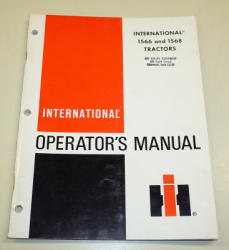 INTERNATIONAL®
1566 and 1568
TRACTORS
INTERNATIONAL®
OPERATOR'S MANUAL
IH®